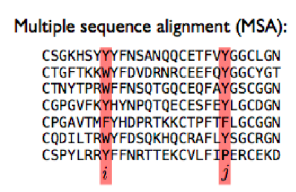 Multiple sequence alignment (MSA):
CSGKHSYYYFNSANQQCETFVYGGCLGN
CTGFTKKWYFDVDRNRCEEFQYGGCYGT
CTNYTPRWFFNSQTGQCEQFAYGSCGGN
CGPGVFKYHYNPQTQECESFEYLGCDGN
CPGAVTMFYHDPRTKKCTPFTFLGCGGN
CQDILTRWYFDSQKHQCRAFLYSGCRGN
CSPYLRRYFFNRTTEKCVLFIPERCEKD
i j